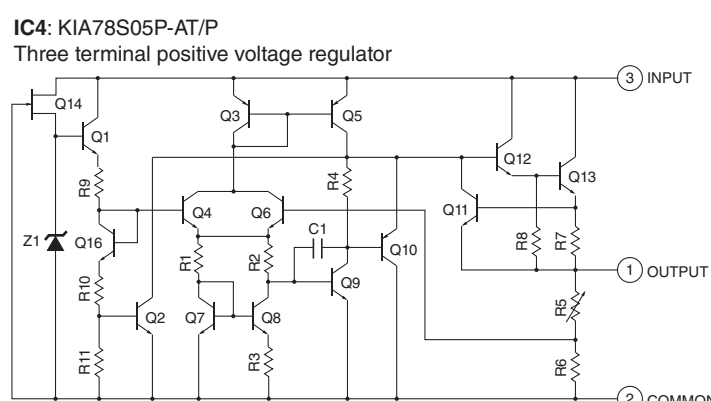 IC4: KIA78S05P-AT/P
Three terminal positive voltage regulator
3 INPUT
Q14
Q3
Q5
Q1
Q12
Q13
R9
R4
Q4
Q6
Q11
C1
Z1
Q16
R1
R2
Q10
R8
R7
1 OUTPUT
R10
Q9
Q2
Q7
Q8
R5
R11
R3
R6
2 COMMON